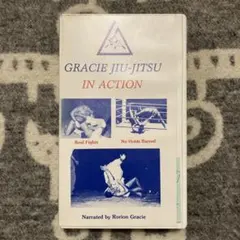 GRACIE JIU-JITSU
IN ACTION
Real Fights
No Holds Barred
Narrated by Rorion Gracie